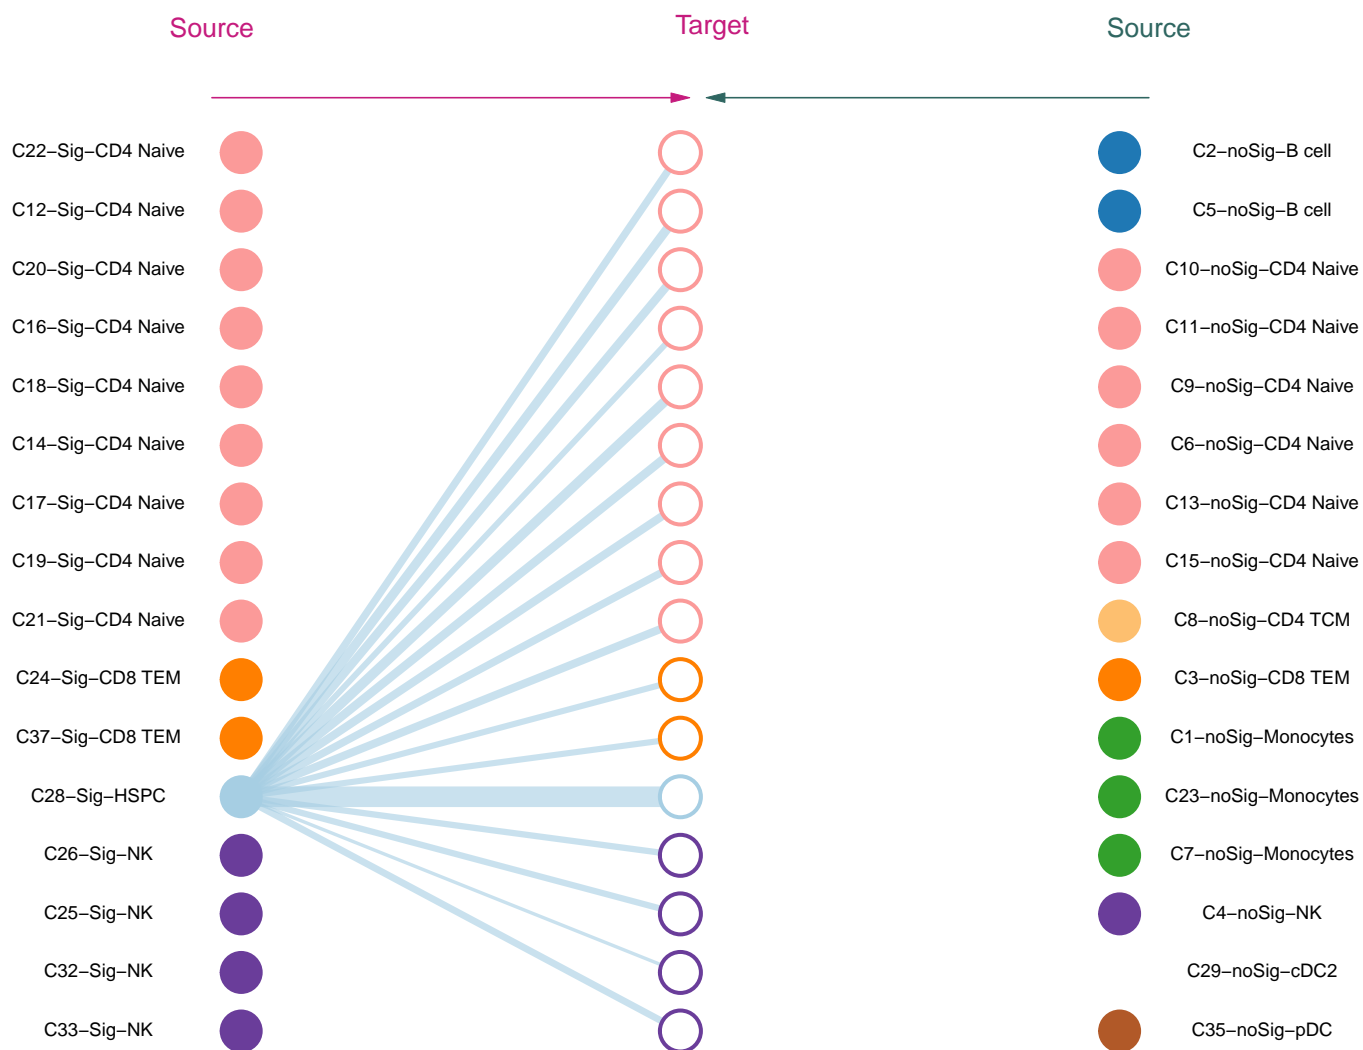 Source Target Source
C22–Sig–CD4 Naive C2–noSig–B cell
C12–Sig–CD4 Naive C5–noSig–B cell
C20–Sig–CD4 Naive C10–noSig–CD4 Naive
C16–Sig–CD4 Naive C11–noSig–CD4 Naive
C18–Sig–CD4 Naive C9–noSig–CD4 Naive
C14–Sig–CD4 Naive C6–noSig–CD4 Naive
C17–Sig–CD4 Naive C13–noSig–CD4 Naive
C19–Sig–CD4 Naive C15–noSig–CD4 Naive
C21–Sig–CD4 Naive C8–noSig–CD4 TCM
C24–Sig–CD8 TEM C3–noSig–CD8 TEM
C37–Sig–CD8 TEM C1–noSig–Monocytes
C28–Sig–HSPC C23–noSig–Monocytes
C26–Sig–NK C7–noSig–Monocytes
C25–Sig–NK C4–noSig–NK
C32–Sig–NK C29–noSig–cDC2
C33–Sig–NK C35–noSig–pDC